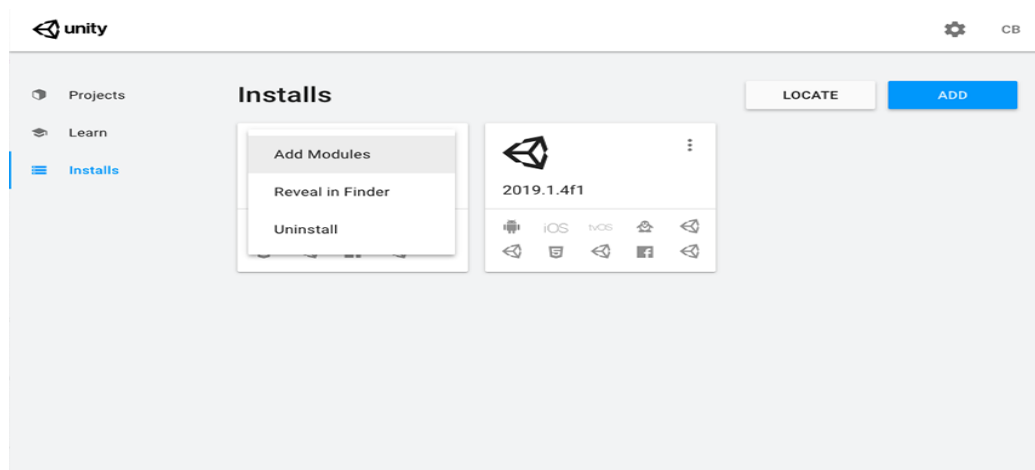 unity
CB
Projects
Learn
Installs
Installs
LOCATE
ADD
Add Modules
Reveal in Finder
Uninstall
2019.1.4f1
iOS
tvOS